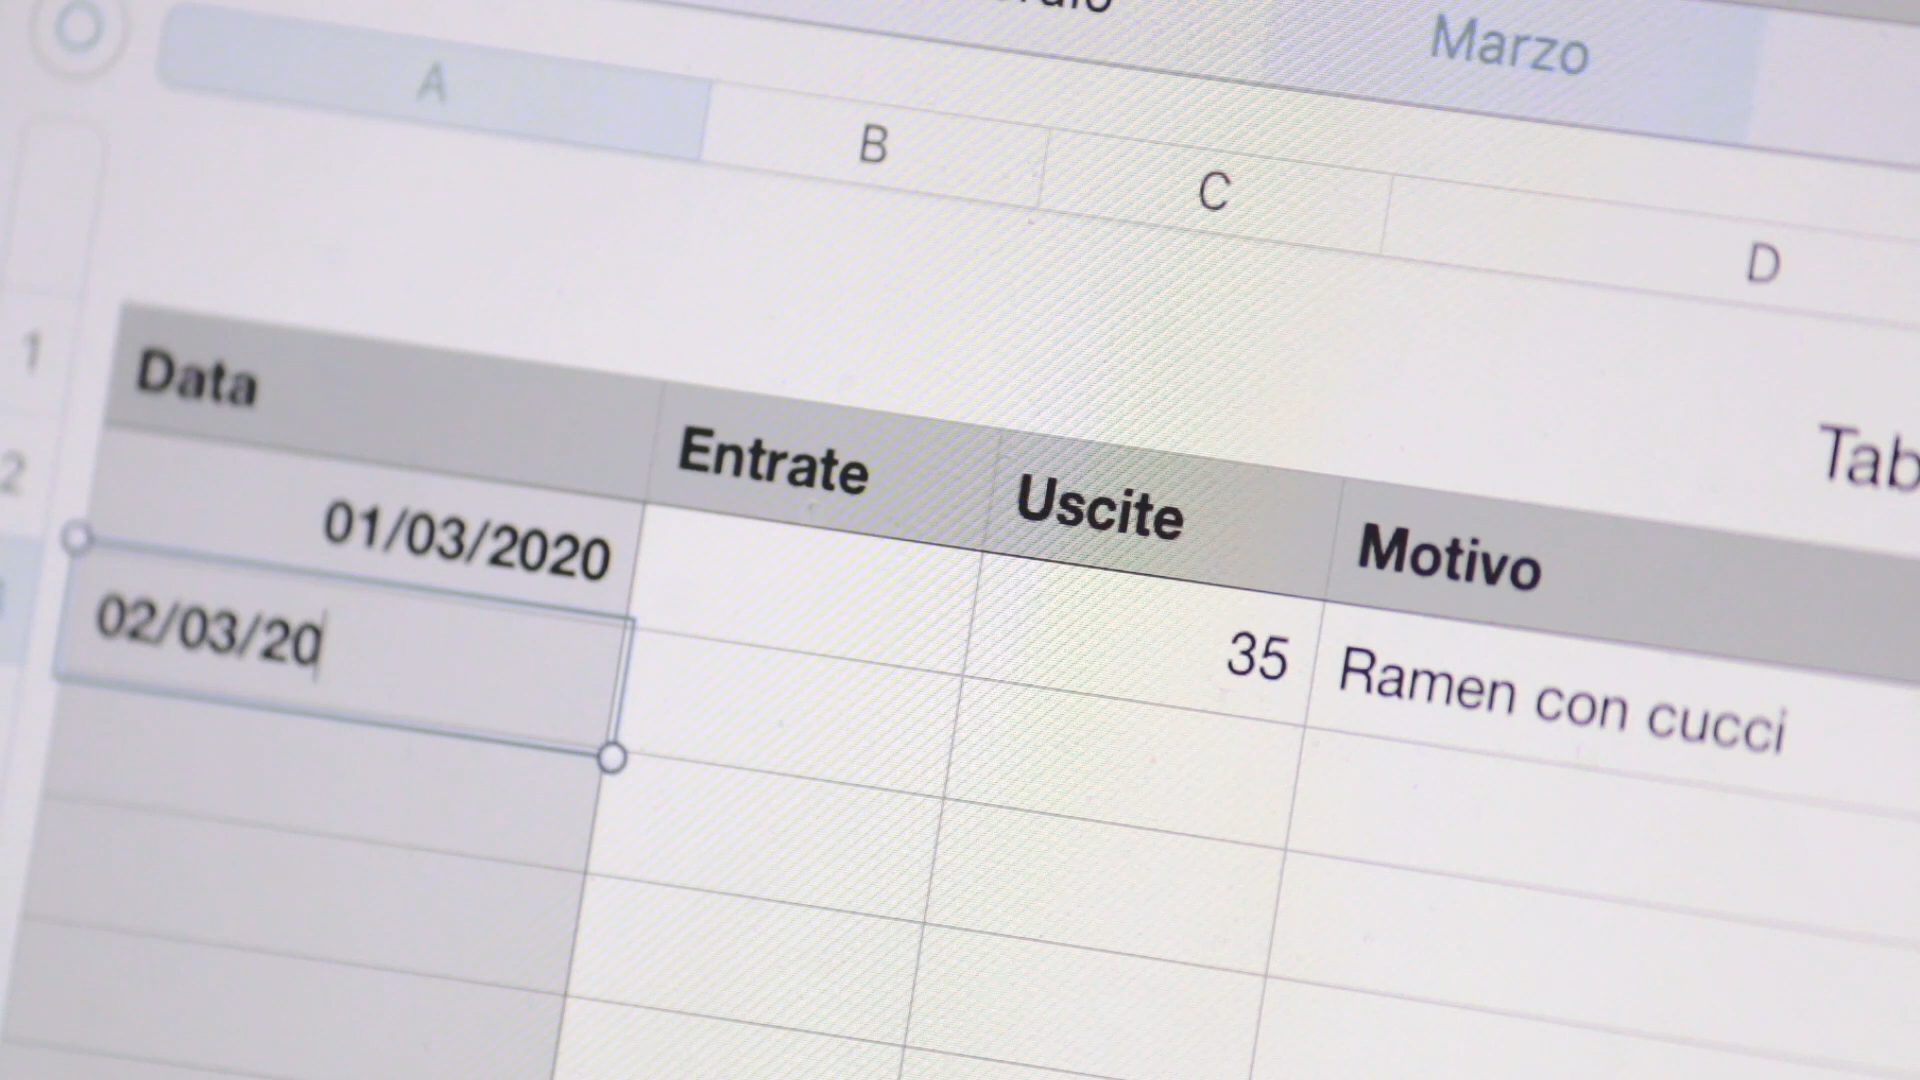 Marzo
A
B
C
D
Tab
1
Data
Entrate
Uscite
Motivo
2
01/03/2020
35
Ramen con cucci
02/03/20